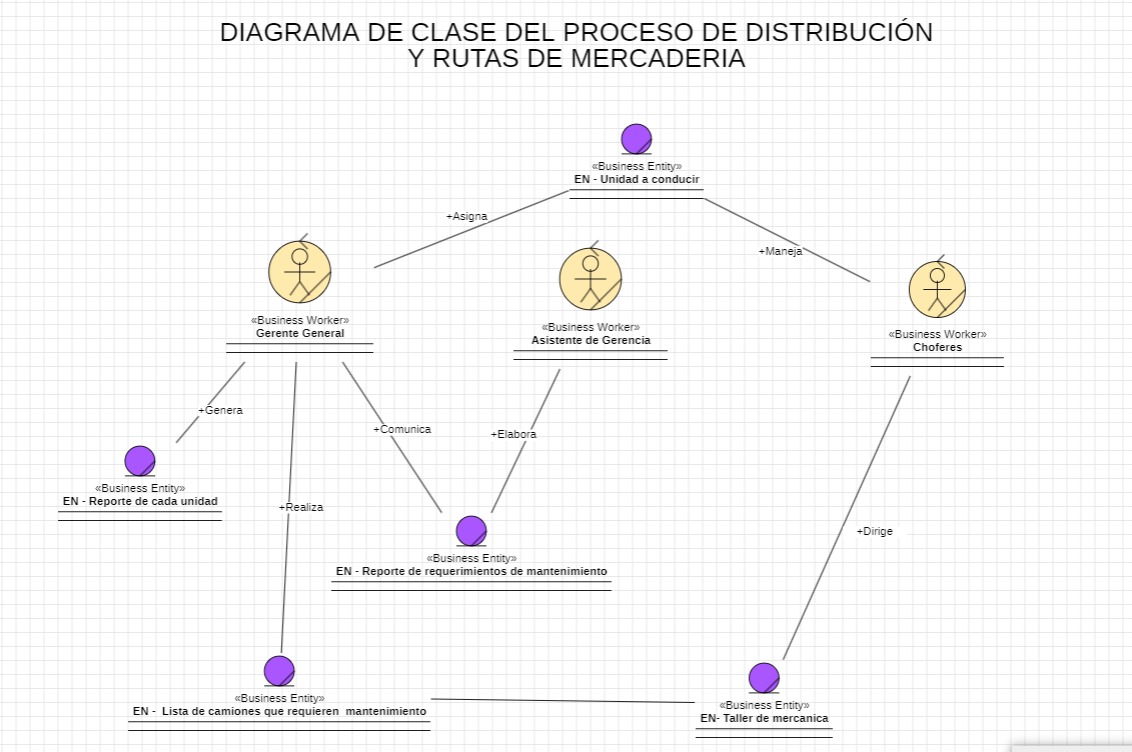 DIAGRAMA DE CLASE DEL PROCESO DE DISTRIBUCIÓN
Y RUTAS DE MERCADERIA
«Business Entity»
EN - Unidad a conducir
+Asigna
+Maneja
«Business Worker»
Gerente General
«Business Worker»
Asistente de Gerencia
«Business Worker»
Choferes
+Genera
+Comunica
+Elabora
«Business Entity»
EN - Reporte de cada unidad
+Realiza
+Dirige
«Business Entity»
EN - Reporte de requerimientos de mantenimiento
«Business Entity»
EN - Lista de camiones que requieren mantenimiento
«Business Entity»
EN- Taller de mercanica